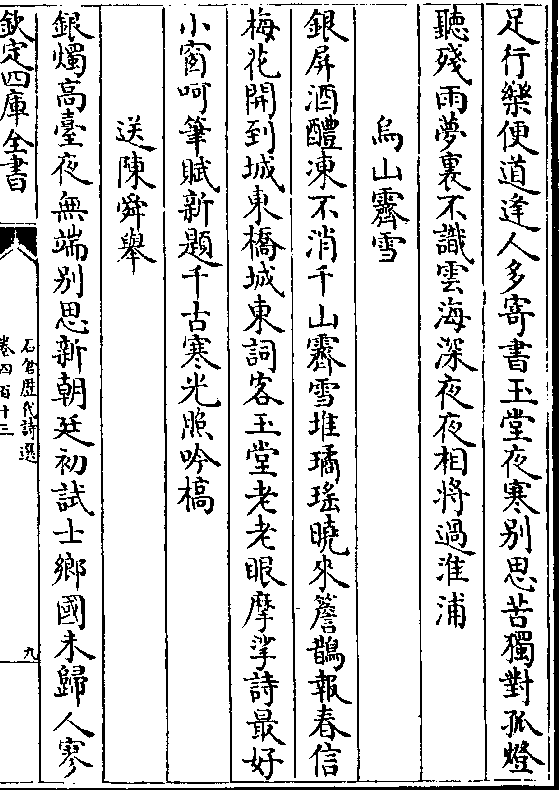 足行樂便道逢人多寄書玉堂夜寒别思苦獨對孤燈
聽殘雨夢裏不識雲海深夜夜相將過淮浦
烏山霽雪
銀屏酒醴凍不消千山霽雪堆璚瑤曉來簷鵲報春信
梅花開到城東橋城東詞客玉堂老老眼摩挲詩最好
小窗呵筆賦新題千古寒光照吟槁
送陳舜舉
銀燭高臺夜無端别思新朝廷初試士鄉國未歸人寥
欽定四庫全書
石倉歷代詩選
卷四百十三
九